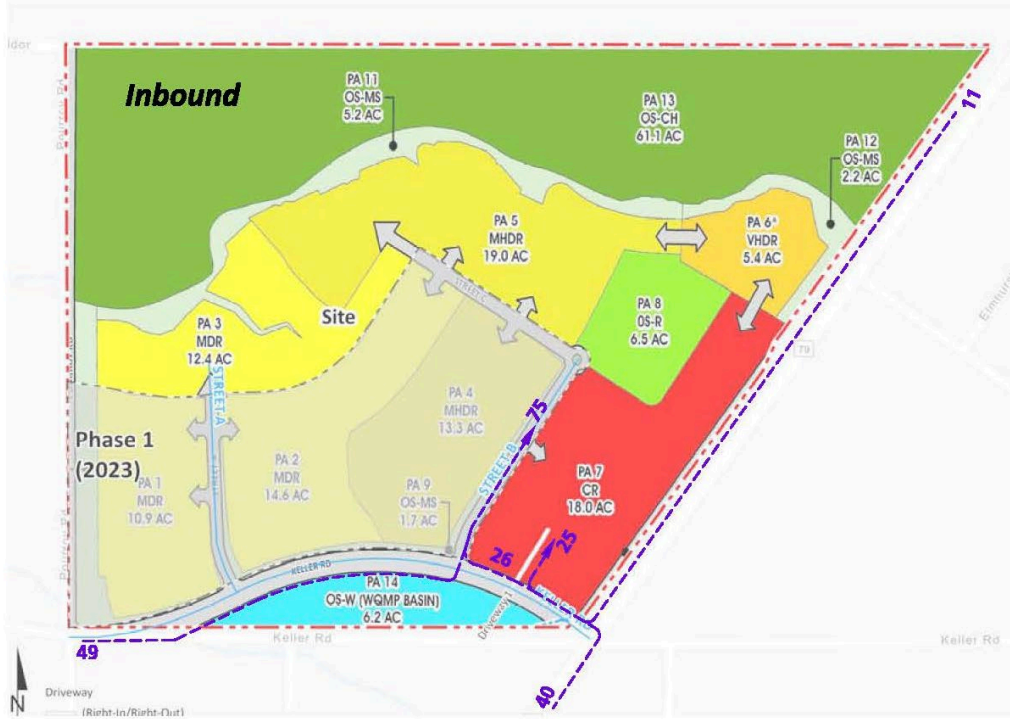 Inbound
11
PA 11
OS-MS
5.2 AC
PA 13
OS-CH
61.1 AC
PA 12
OS-MS
2.2 AC
PA 5
MHDR
19.0 AC
PA 6*
VHDR
5.4 AC
STREET C
Site
PA 8
OS-R
6.5 AC
PA 3
MDR
12.4 AC
79
STREET A
PA 4
MHDR
13.3 AC
75
Phase 1
(2023)
PA 1
MDR
10.9 AC
PA 2
MDR
14.6 AC
STREET B
PA 7
CR
18.0 AC
PA 9
OS-MS
1.7 AC
25
26
KELLER RD
PA 14
OS-W (WQMP BASIN)
6.2 AC
Driveway 1
Keller Rd
Keller Rd
49
40
N
Driveway
(Right-In/Right-Out)